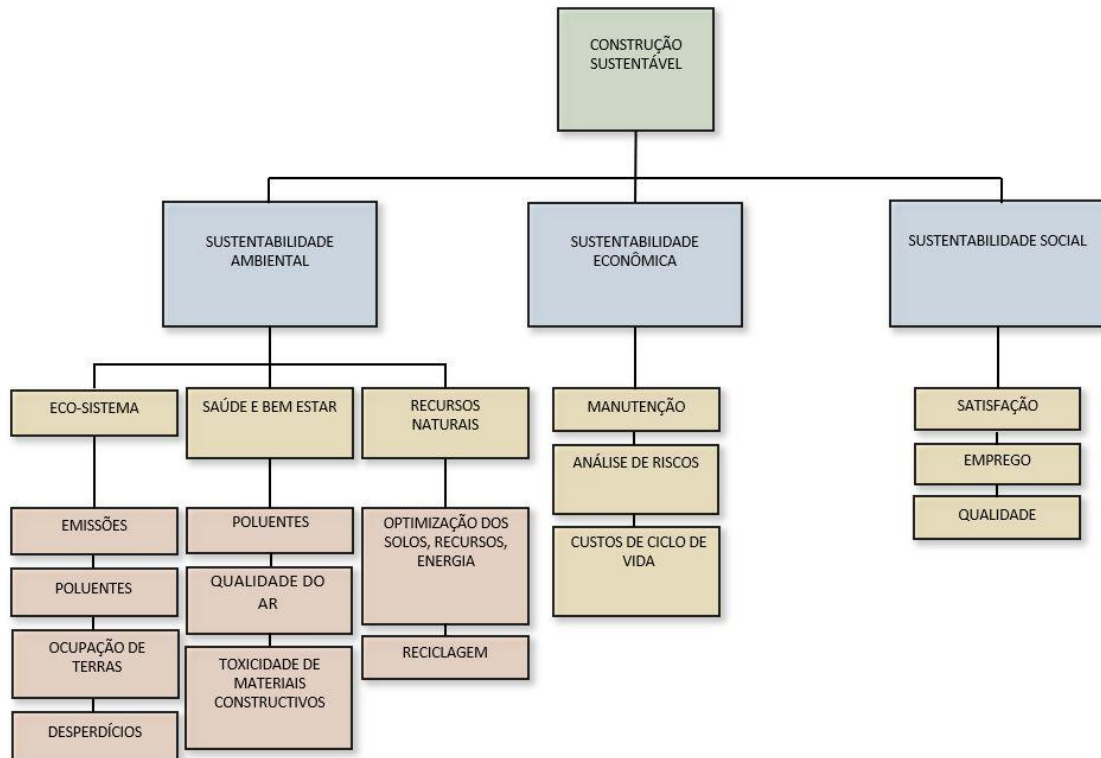 CONSTRUÇÃO
SUSTENTÁVEL
SUSTENTABILIDADE
AMBIENTAL
SUSTENTABILIDADE
ECONÔMICA
SUSTENTABILIDADE SOCIAL
ECO-SISTEMA
EMISSÕES
POLUENTES
OCUPAÇÃO DE
TERRAS
DESPERDÍCIOS
SAÚDE E BEM ESTAR
POLUENTES
QUALIDADE DO
AR
TOXICIDADE DE
MATERIAIS
CONSTRUCTIVOS
RECURSOS
NATURAIS
OPTIMIZAÇÃO DOS
SOLOS, RECURSOS,
ENERGIA
RECICLAGEM
MANUTENÇÃO
ANÁLISE DE RISCOS
CUSTOS DE CICLO DE
VIDA
SATISFAÇÃO
EMPREGO
QUALIDADE